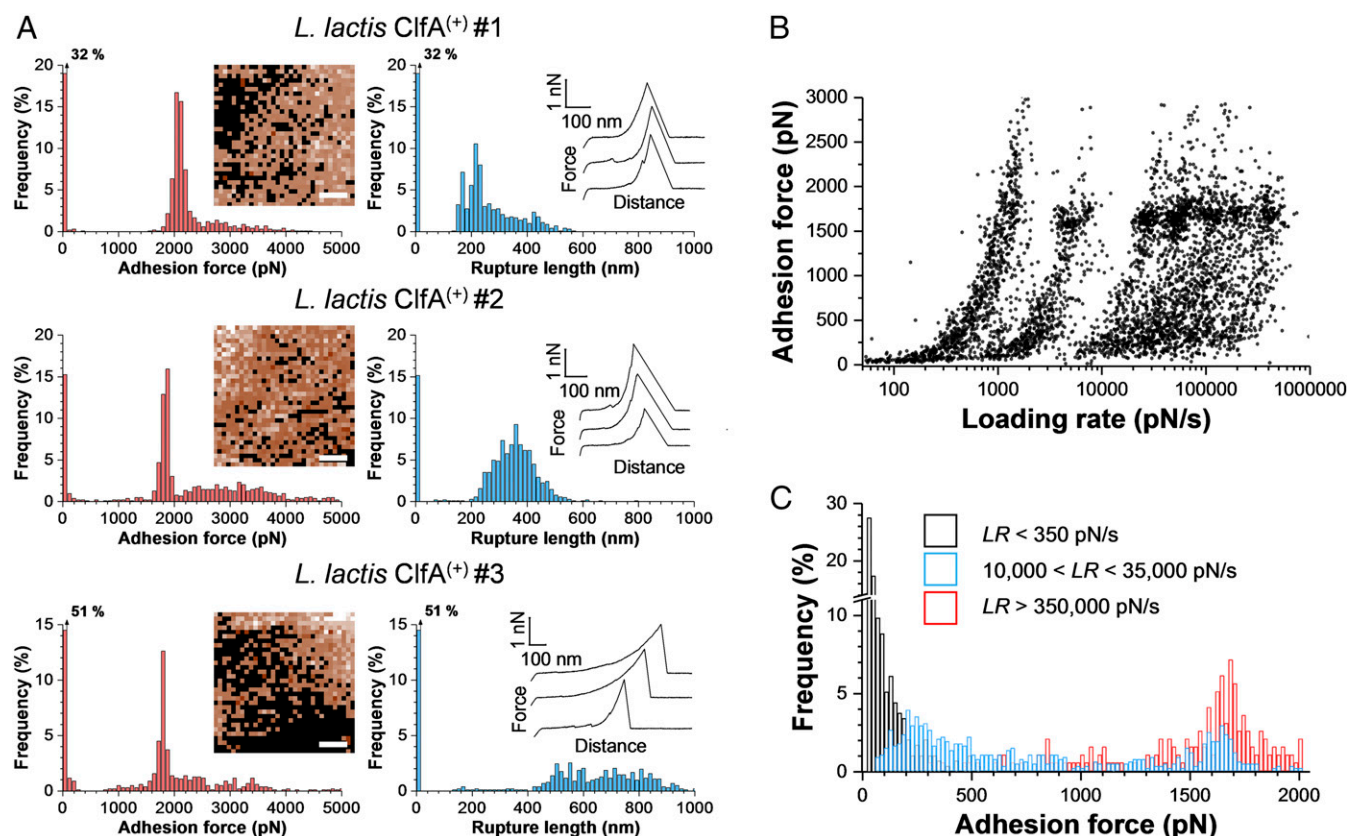 A
L. lactis ClfA(+) #1
32 %
20
15
10
5
0
Frequency (%)
0 1000 2000 3000 4000 5000
Adhesion force (pN)
32 %
20
15
10
5
0
Frequency (%)
0 200 400 600 800 1000
Rupture length (nm)
1 nN
100 nm
Force
Distance
L. lactis ClfA(+) #2
20
15
10
5
0
Frequency (%)
0 1000 2000 3000 4000 5000
Adhesion force (pN)
20
15
10
5
0
Frequency (%)
0 200 400 600 800 1000
Rupture length (nm)
1 nN
100 nm
Force
Distance
L. lactis ClfA(+) #3
51 %
15
10
5
0
Frequency (%)
0 1000 2000 3000 4000 5000
Adhesion force (pN)
51 %
15
10
5
0
Frequency (%)
0 200 400 600 800 1000
Rupture length (nm)
1 nN
100 nm
Force
Distance
B
3000
2500
2000
1500
1000
500
0
Adhesion force (pN)
100 1000 10000 100000 1000000
Loading rate (pN/s)
C
30
20
10
5
0
Frequency (%)
LR < 350 pN/s
10,000 < LR < 35,000 pN/s
LR > 350,000 pN/s
0 500 1000 1500 2000
Adhesion force (pN)